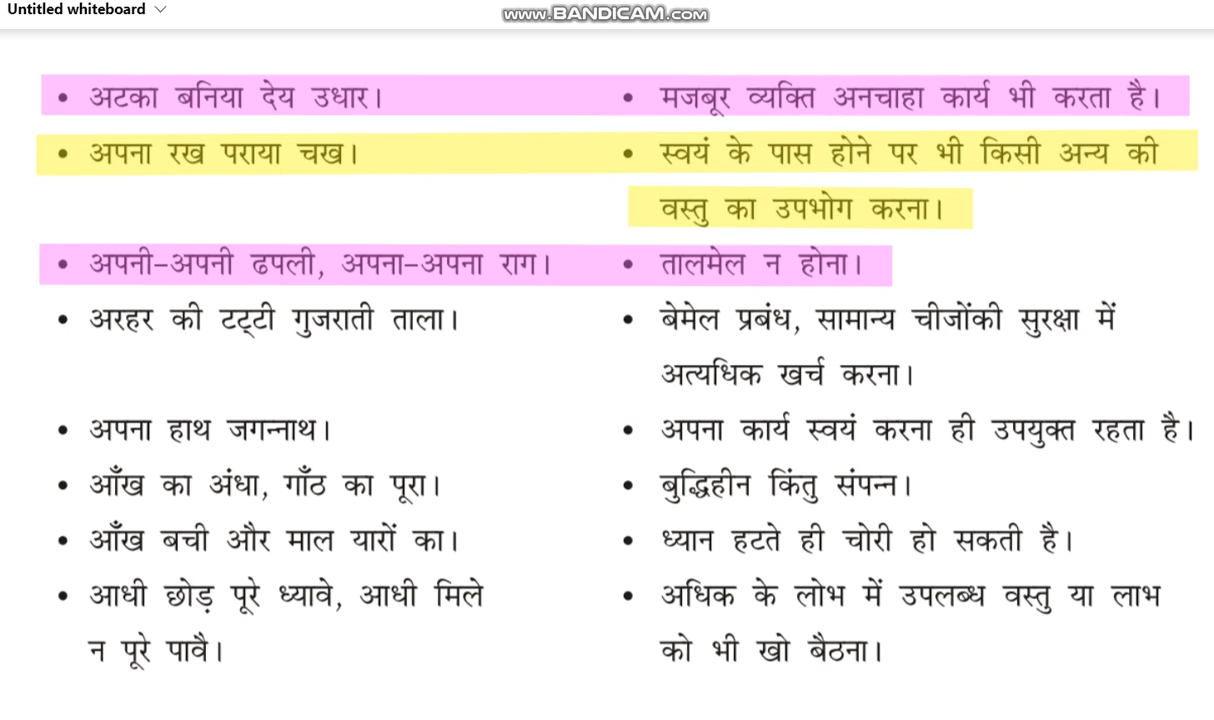 Untitled whiteboard
www.BANDICAM.com
• अटका बनिया देय उधार। • मजबूर व्यक्ति अनचाहा कार्य भी करता है।
• अपना रख पराया चख। • स्वयं के पास होने पर भी किसी अन्य की
वस्तु का उपभोग करना।
• अपनी-अपनी ढपली, अपना-अपना राग। • तालमेल न होना।
• अरहर की टट्टी गुजराती ताला। • बेमेल प्रबंध, सामान्य चीजोंकी सुरक्षा में
अत्यधिक खर्च करना।
• अपना हाथ जगन्नाथ। • अपना कार्य स्वयं करना ही उपयुक्त रहता है।
• आँख का अंधा, गाँठ का पूरा। • बुद्धिहीन किंतु संपन्न।
• आँख बची और माल यारों का। • ध्यान हटते ही चोरी हो सकती है।
• आधी छोड़ पूरे ध्यावे, आधी मिले • अधिक के लोभ में उपलब्ध वस्तु या लाभ
न पूरे पावै। को भी खो बैठना।